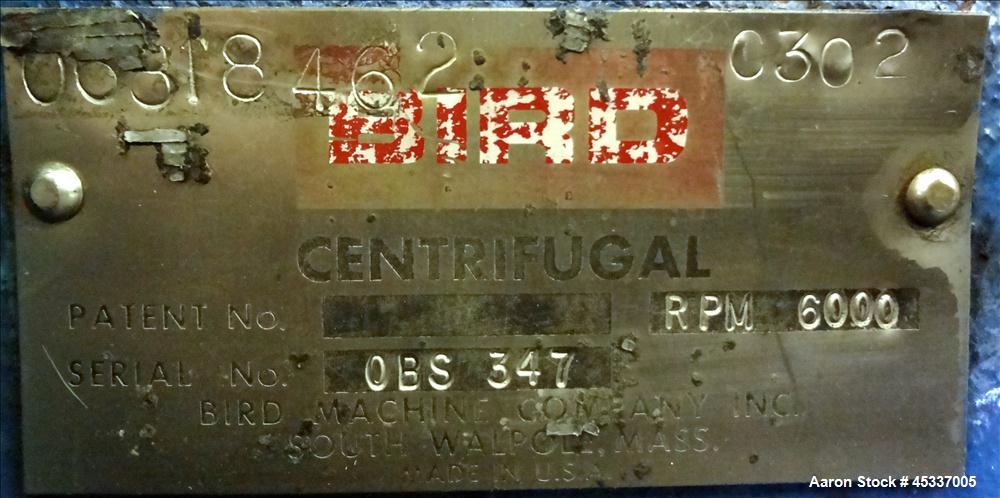 06318 462 0302
BIRD
CENTRIFUGAL
PATENT No. RPM 6000
SERIAL No. OBS 347
BIRD MACHINE COMPANY INC.
SOUTH WALPOLE, MASS.
MADE IN U.S.A.
Aaron Stock # 45337005